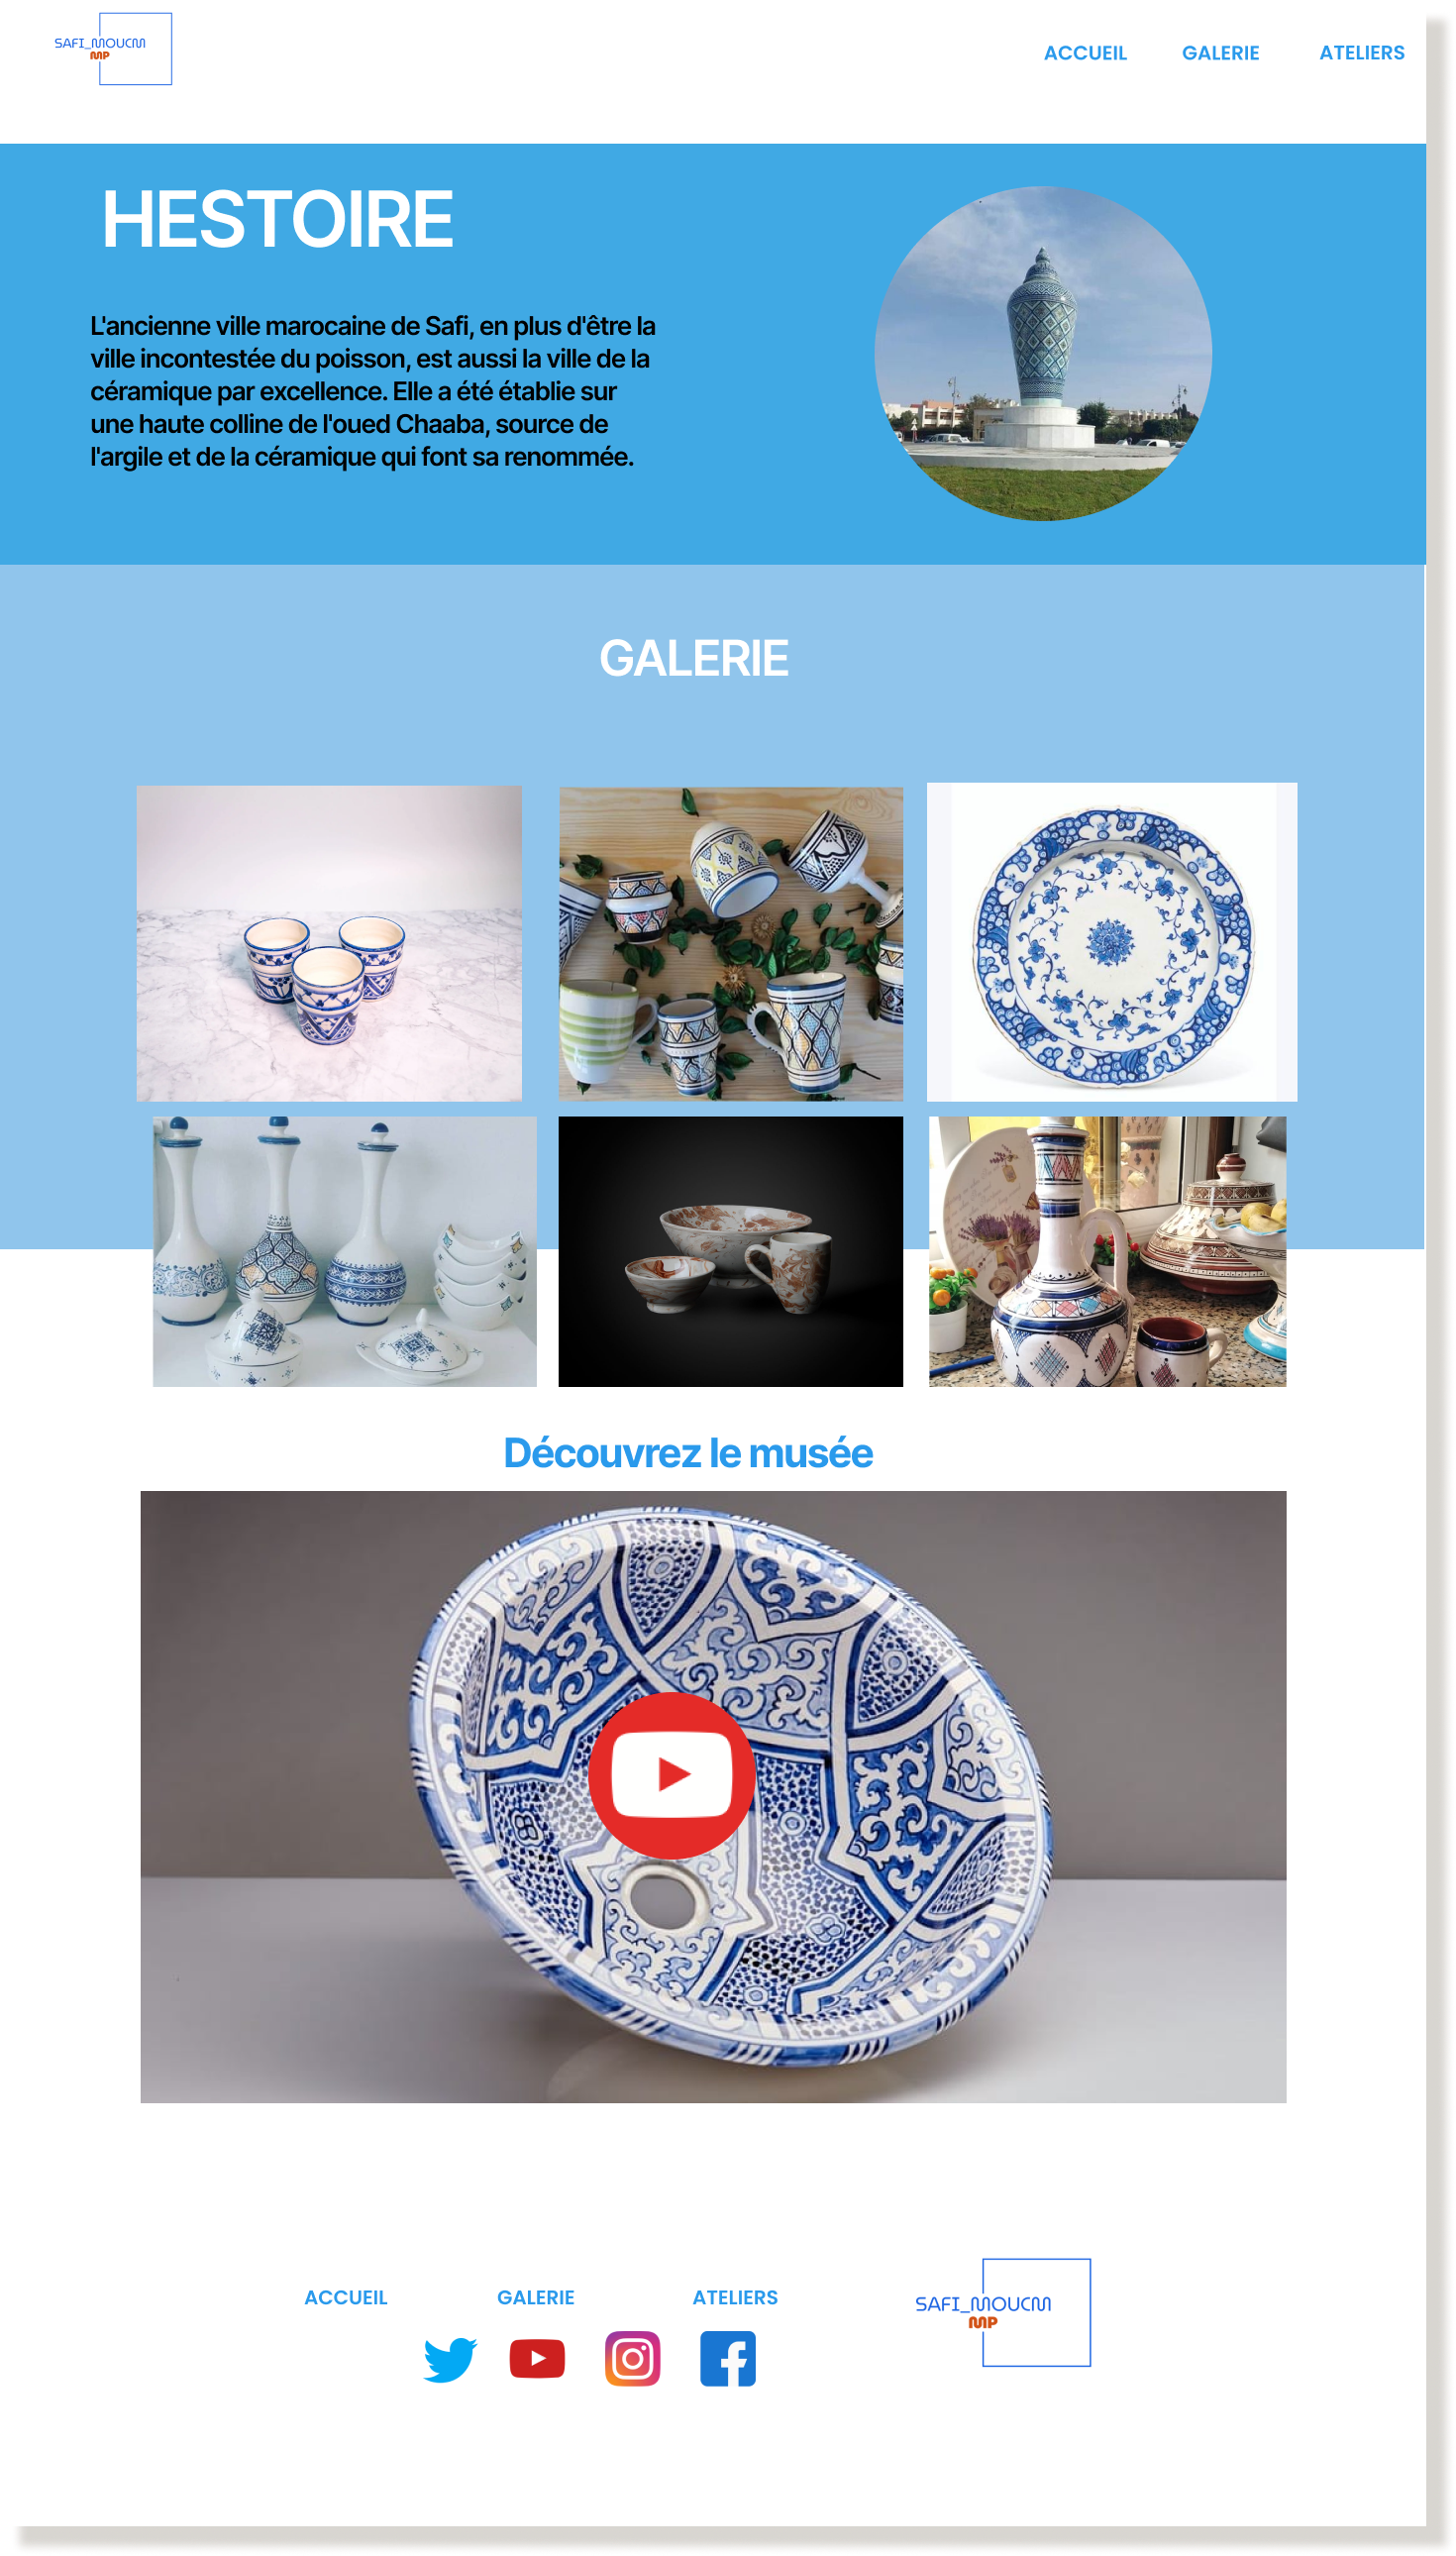 SAFI_MOUCM
MP
ACCUEIL GALERIE ATELIERS
HESTOIRE
L'ancienne ville marocaine de Safi, en plus d'être la
ville incontestée du poisson, est aussi la ville de la
céramique par excellence. Elle a été établie sur
une haute colline de l'oued Chaaba, source de
l'argile et de la céramique qui font sa renommée.
GALERIE
Découvrez le musée
ACCUEIL GALERIE ATELIERS
SAFI_MOUCM
MP